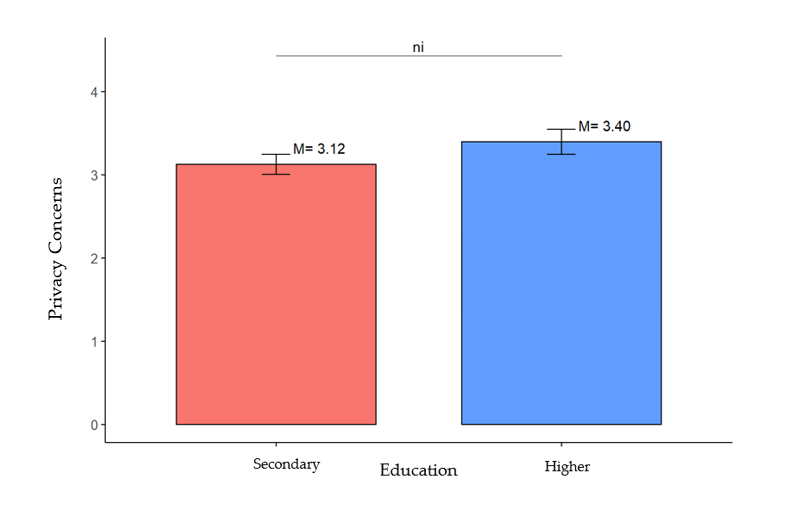 ni
M= 3.40
M= 3.12
4
3
2
1
0
Privacy Concerns
Secondary
Higher
Education